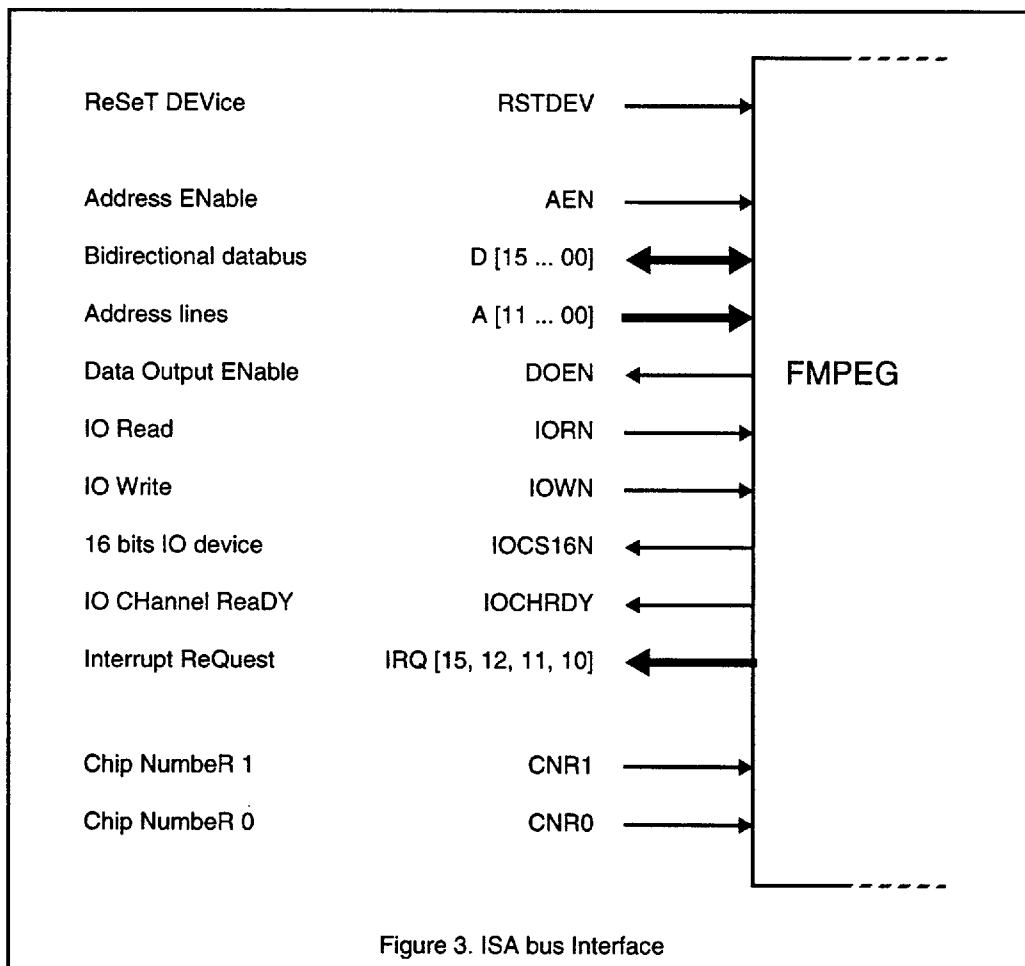 ReSeT DEVice RSTDEV
Address ENable AEN
Bidirectional databus D [15 ... 00]
Address lines A [11 ... 00]
Data Output ENable DOEN
FMPEG
IO Read IORN
IO Write IOWN
16 bits IO device IOCS16N
IO CHannel ReaDY IOCHRDY
Interrupt ReQuest IRQ [15, 12, 11, 10]
Chip NumbeR 1 CNR1
Chip NumbeR 0 CNR0
Figure 3. ISA bus Interface